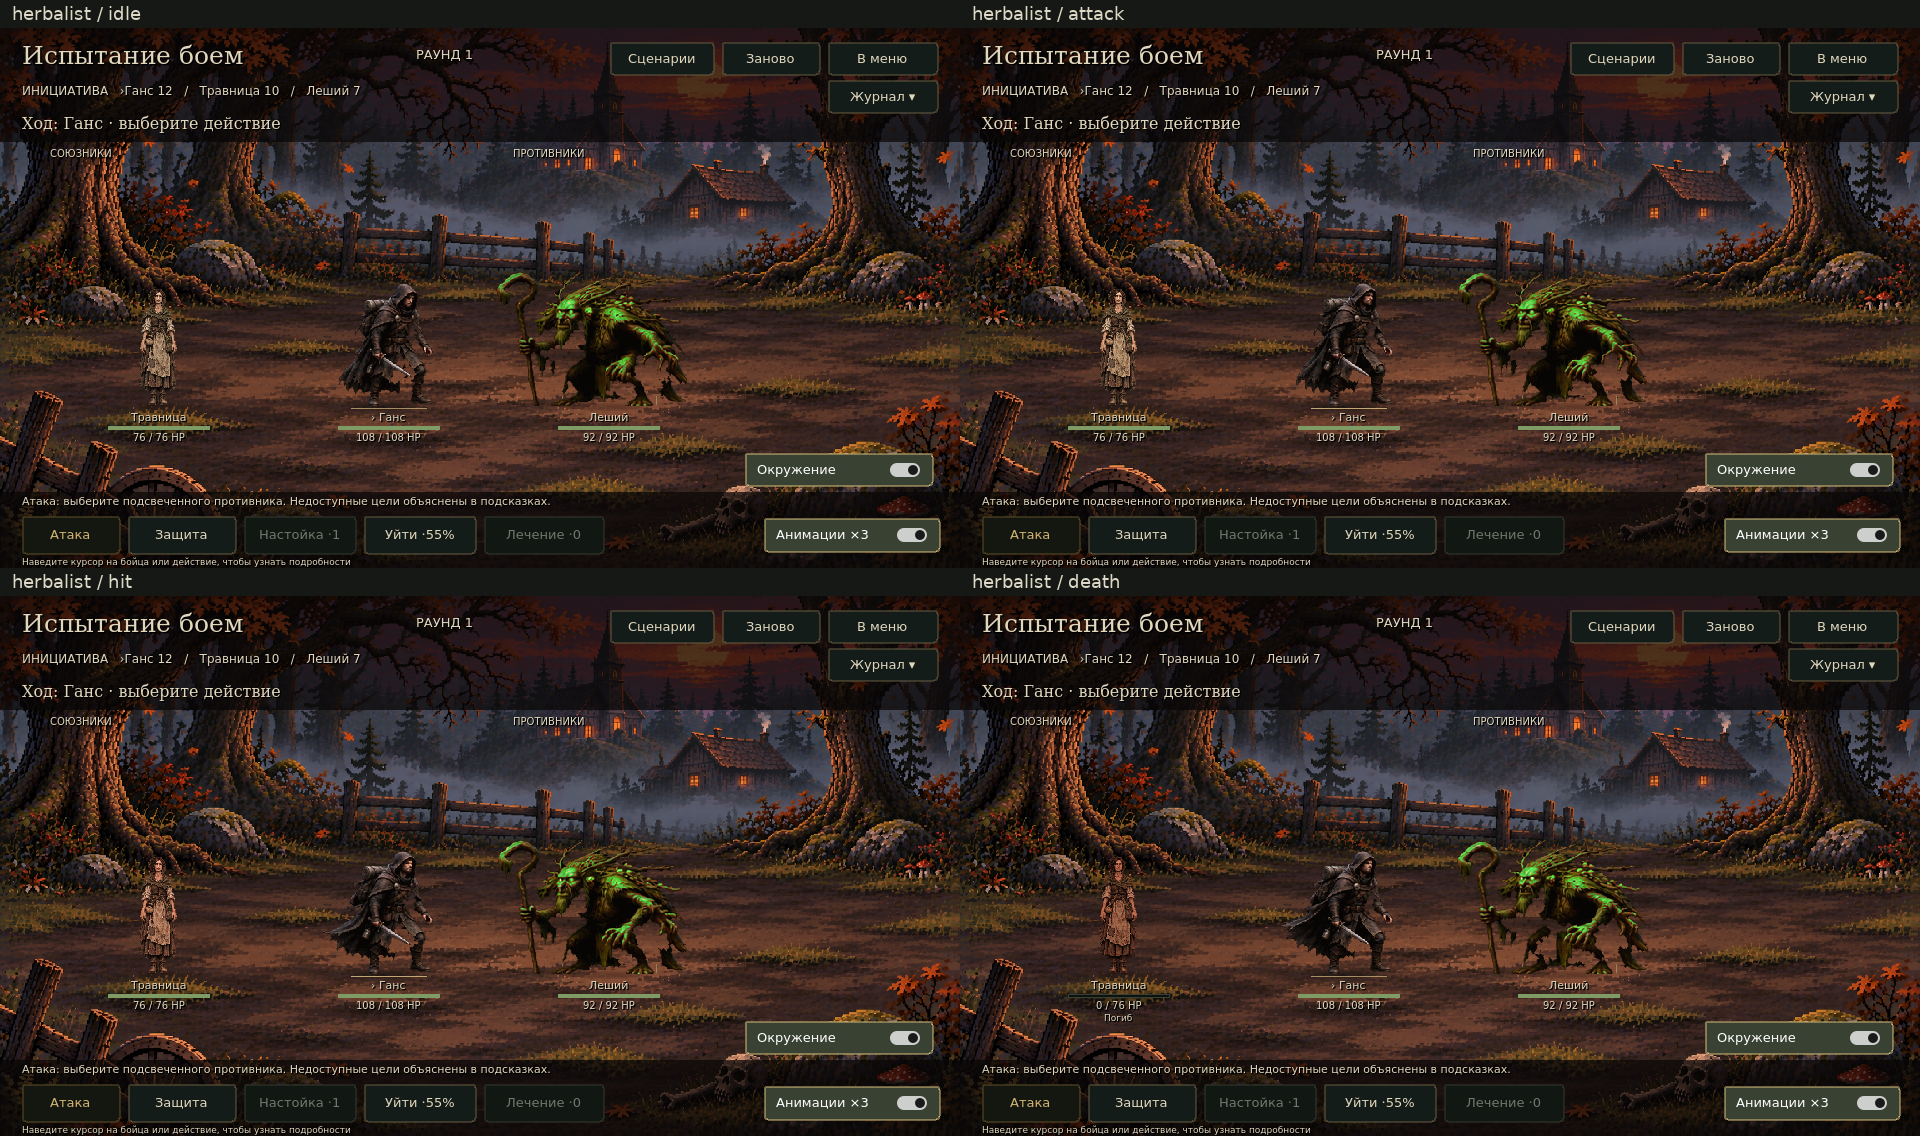 herbalist / idle
Испытание боем
РАУНД 1
Сценарии
Заново
В меню
ИНИЦИАТИВА ›Ганс 12 / Травница 10 / Леший 7
Журнал ▾
Ход: Ганс · выберите действие
СОЮЗНИКИ
ПРОТИВНИКИ
Травница
› Ганс
Леший
76 / 76 HP
108 / 108 HP
92 / 92 HP
Окружение
Атака: выберите подсвеченного противника. Недоступные цели объяснены в подсказках.
Атака
Защита
Настойка ·1
Уйти ·55%
Лечение ·0
Анимации ×3
Наведите курсор на бойца или действие, чтобы узнать подробности
herbalist / attack
Испытание боем
РАУНД 1
Сценарии
Заново
В меню
ИНИЦИАТИВА ›Ганс 12 / Травница 10 / Леший 7
Журнал ▾
Ход: Ганс · выберите действие
СОЮЗНИКИ
ПРОТИВНИКИ
Травница
› Ганс
Леший
76 / 76 HP
108 / 108 HP
92 / 92 HP
Окружение
Атака: выберите подсвеченного противника. Недоступные цели объяснены в подсказках.
Атака
Защита
Настойка ·1
Уйти ·55%
Лечение ·0
Анимации ×3
Наведите курсор на бойца или действие, чтобы узнать подробности
herbalist / hit
Испытание боем
РАУНД 1
Сценарии
Заново
В меню
ИНИЦИАТИВА ›Ганс 12 / Травница 10 / Леший 7
Журнал ▾
Ход: Ганс · выберите действие
СОЮЗНИКИ
ПРОТИВНИКИ
Травница
› Ганс
Леший
76 / 76 HP
108 / 108 HP
92 / 92 HP
Окружение
Атака: выберите подсвеченного противника. Недоступные цели объяснены в подсказках.
Атака
Защита
Настойка ·1
Уйти ·55%
Лечение ·0
Анимации ×3
Наведите курсор на бойца или действие, чтобы узнать подробности
herbalist / death
Испытание боем
РАУНД 1
Сценарии
Заново
В меню
ИНИЦИАТИВА ›Ганс 12 / Травница 10 / Леший 7
Журнал ▾
Ход: Ганс · выберите действие
СОЮЗНИКИ
ПРОТИВНИКИ
Травница
› Ганс
Леший
0 / 76 HP
108 / 108 HP
92 / 92 HP
Погиб
Окружение
Атака: выберите подсвеченного противника. Недоступные цели объяснены в подсказках.
Атака
Защита
Настойка ·1
Уйти ·55%
Лечение ·0
Анимации ×3
Наведите курсор на бойца или действие, чтобы узнать подробности